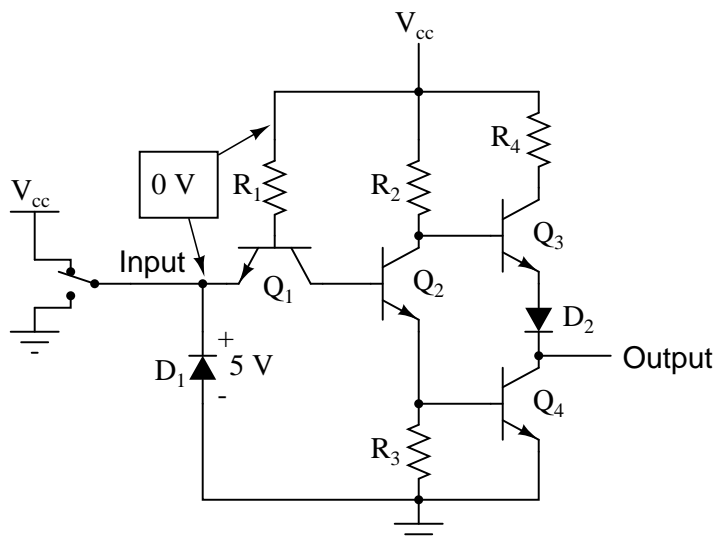 Vcc
R4
0 V
R1
R2
Vcc
Q3
Input
Q1
Q2
D2
+
D1
5 V
Output
-
Q4
R3